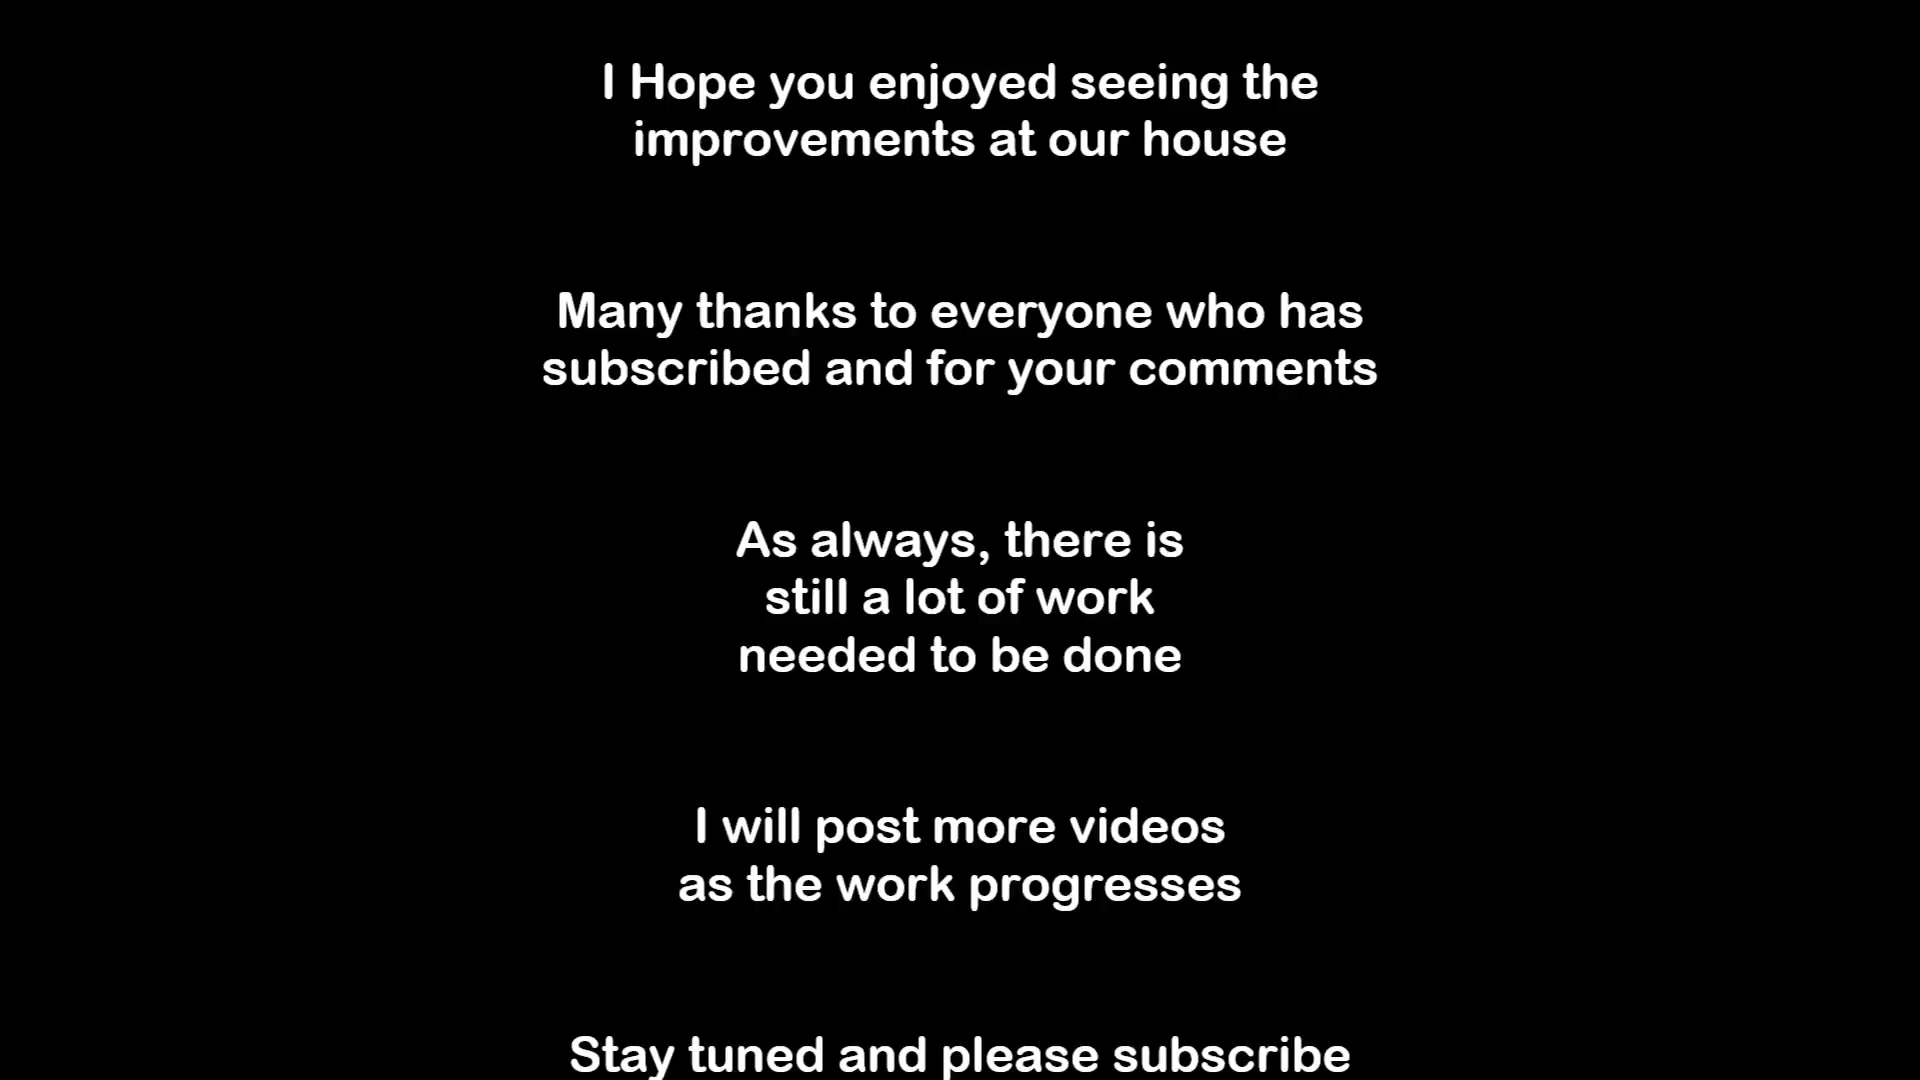 I Hope you enjoyed seeing the
improvements at our house
Many thanks to everyone who has
subscribed and for your comments
As always, there is
still a lot of work
needed to be done
I will post more videos
as the work progresses
Stay tuned and please subscribe